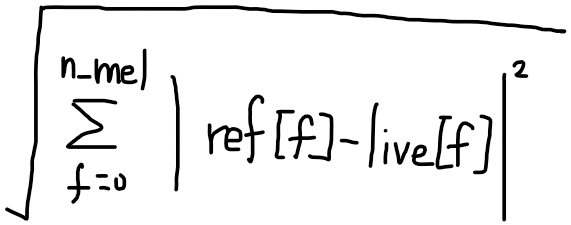 √ n_mel ∑ f=0 | ref[f]-live[f] |²